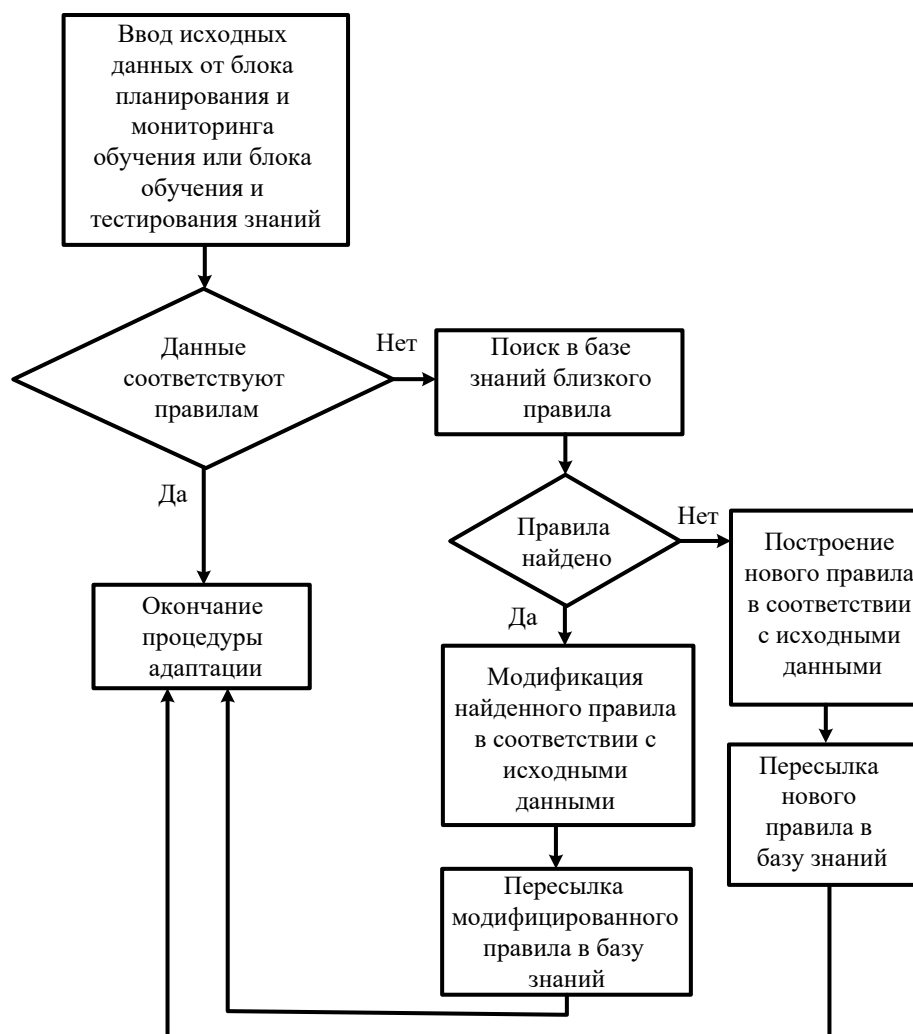 Ввод исходных
данных от блока
планирования и
мониторинга
обучения или блока
обучения и
тестирования знаний
Данные
соответствуют
правилам
Нет
Поиск в базе
знаний близкого
правила
Да
Правила
найдено
Нет
Построение
нового правила
в соответствии
с исходными
данными
Окончание
процедуры
адаптации
Да
Модификация
найденного правила
в соответствии с
исходными
данными
Пересылка
нового
правила в
базу знаний
Пересылка
модифицированного
правила в базу
знаний